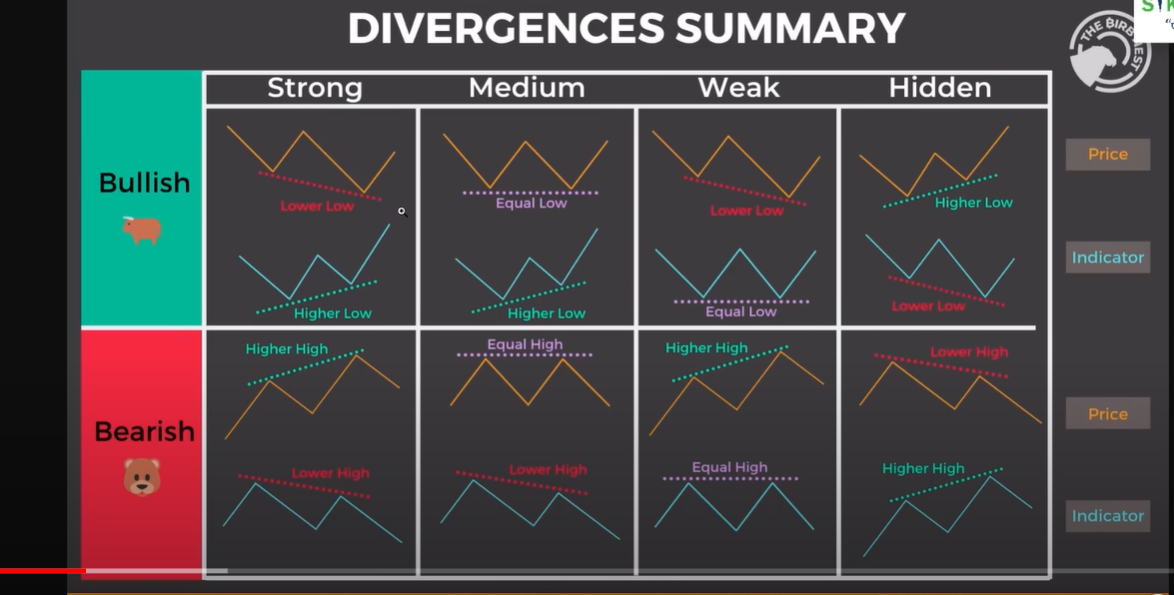 DIVERGENCES SUMMARY
THE BIRB NEST
Strong Medium Weak Hidden
Bullish
Lower Low
Equal Low
Lower Low
Higher Low
Price
Higher Low
Higher Low
Equal Low
Lower Low
Indicator
Bearish
Higher High
Equal High
Higher High
Lower High
Price
Lower High
Lower High
Equal High
Higher High
Indicator